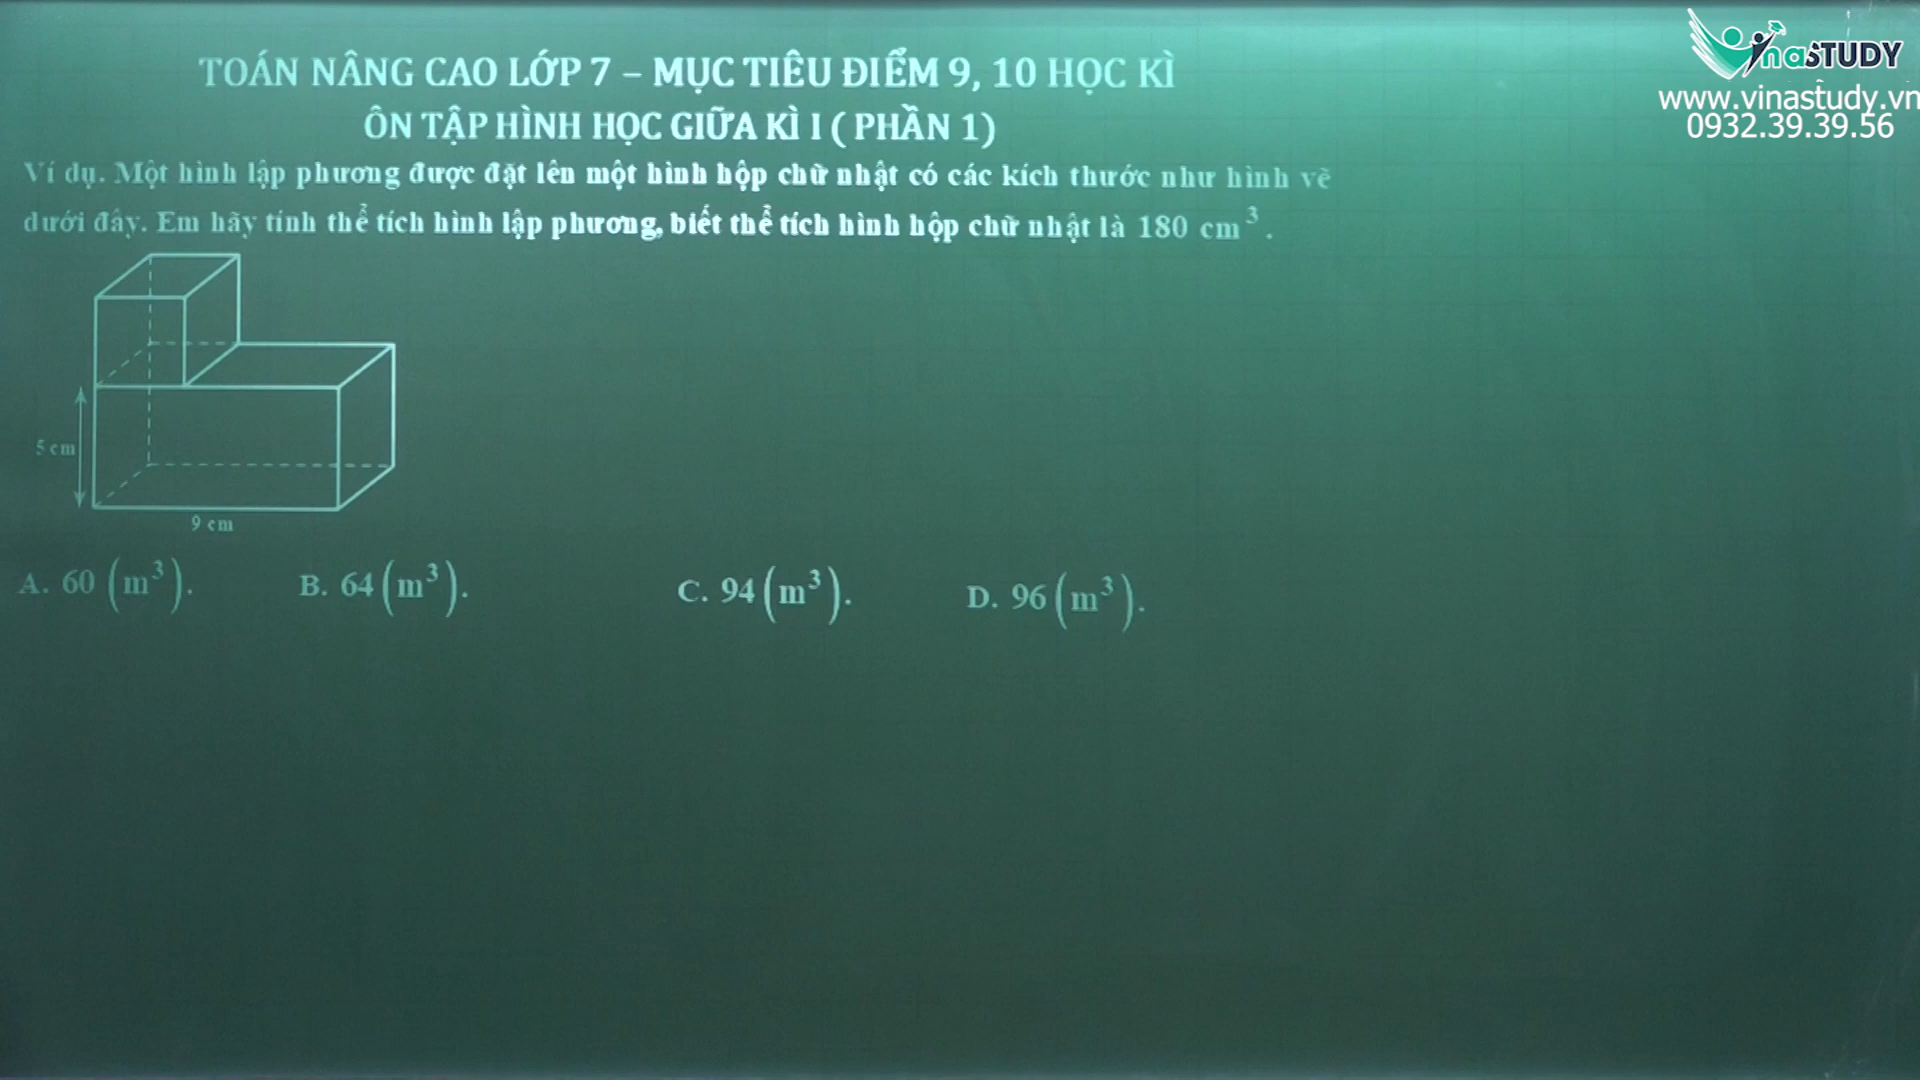 VinaSTUDY
www.vinastudy.vn
0932.39.39.56
TOÁN NÂNG CAO LỚP 7 – MỤC TIÊU ĐIỂM 9, 10 HỌC KÌ
ÔN TẬP HÌNH HỌC GIỮA KÌ I ( PHẦN 1)
Ví dụ. Một hình lập phương được đặt lên một hình hộp chữ nhật có các kích thước như hình vẽ
dưới đây. Em hãy tính thể tích hình lập phương, biết thể tích hình hộp chữ nhật là 180 cm³.
5 cm
9 cm
A. 60 (m³). B. 64 (m³). C. 94 (m³). D. 96 (m³).